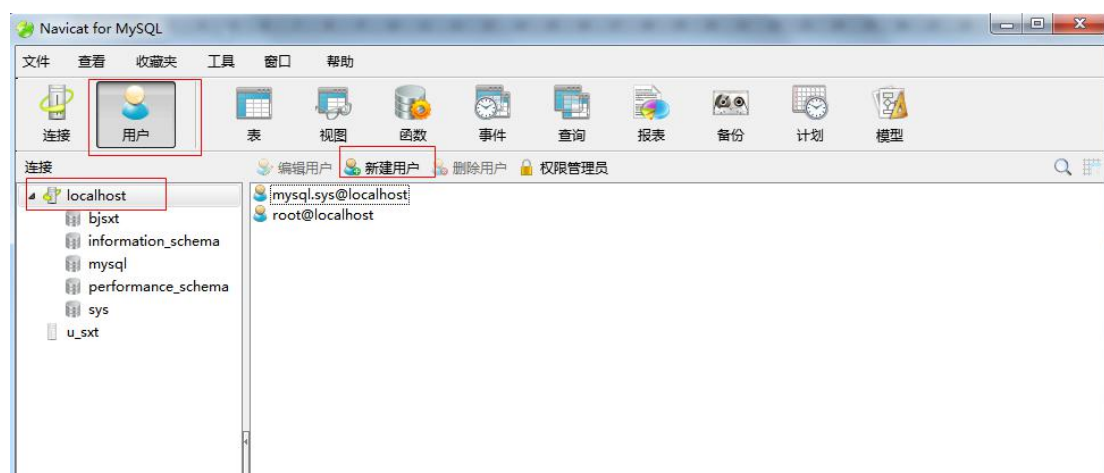 Navicat for MySQL
文件 查看 收藏夹 工具 窗口 帮助
连接 用户 表 视图 函数 事件 查询 报表 备份 计划 模型
连接 编辑用户 新建用户 删除用户 权限管理员
localhost mysql.sys@localhost
bjsxt root@localhost
information_schema
mysql
performance_schema
sys
u_sxt